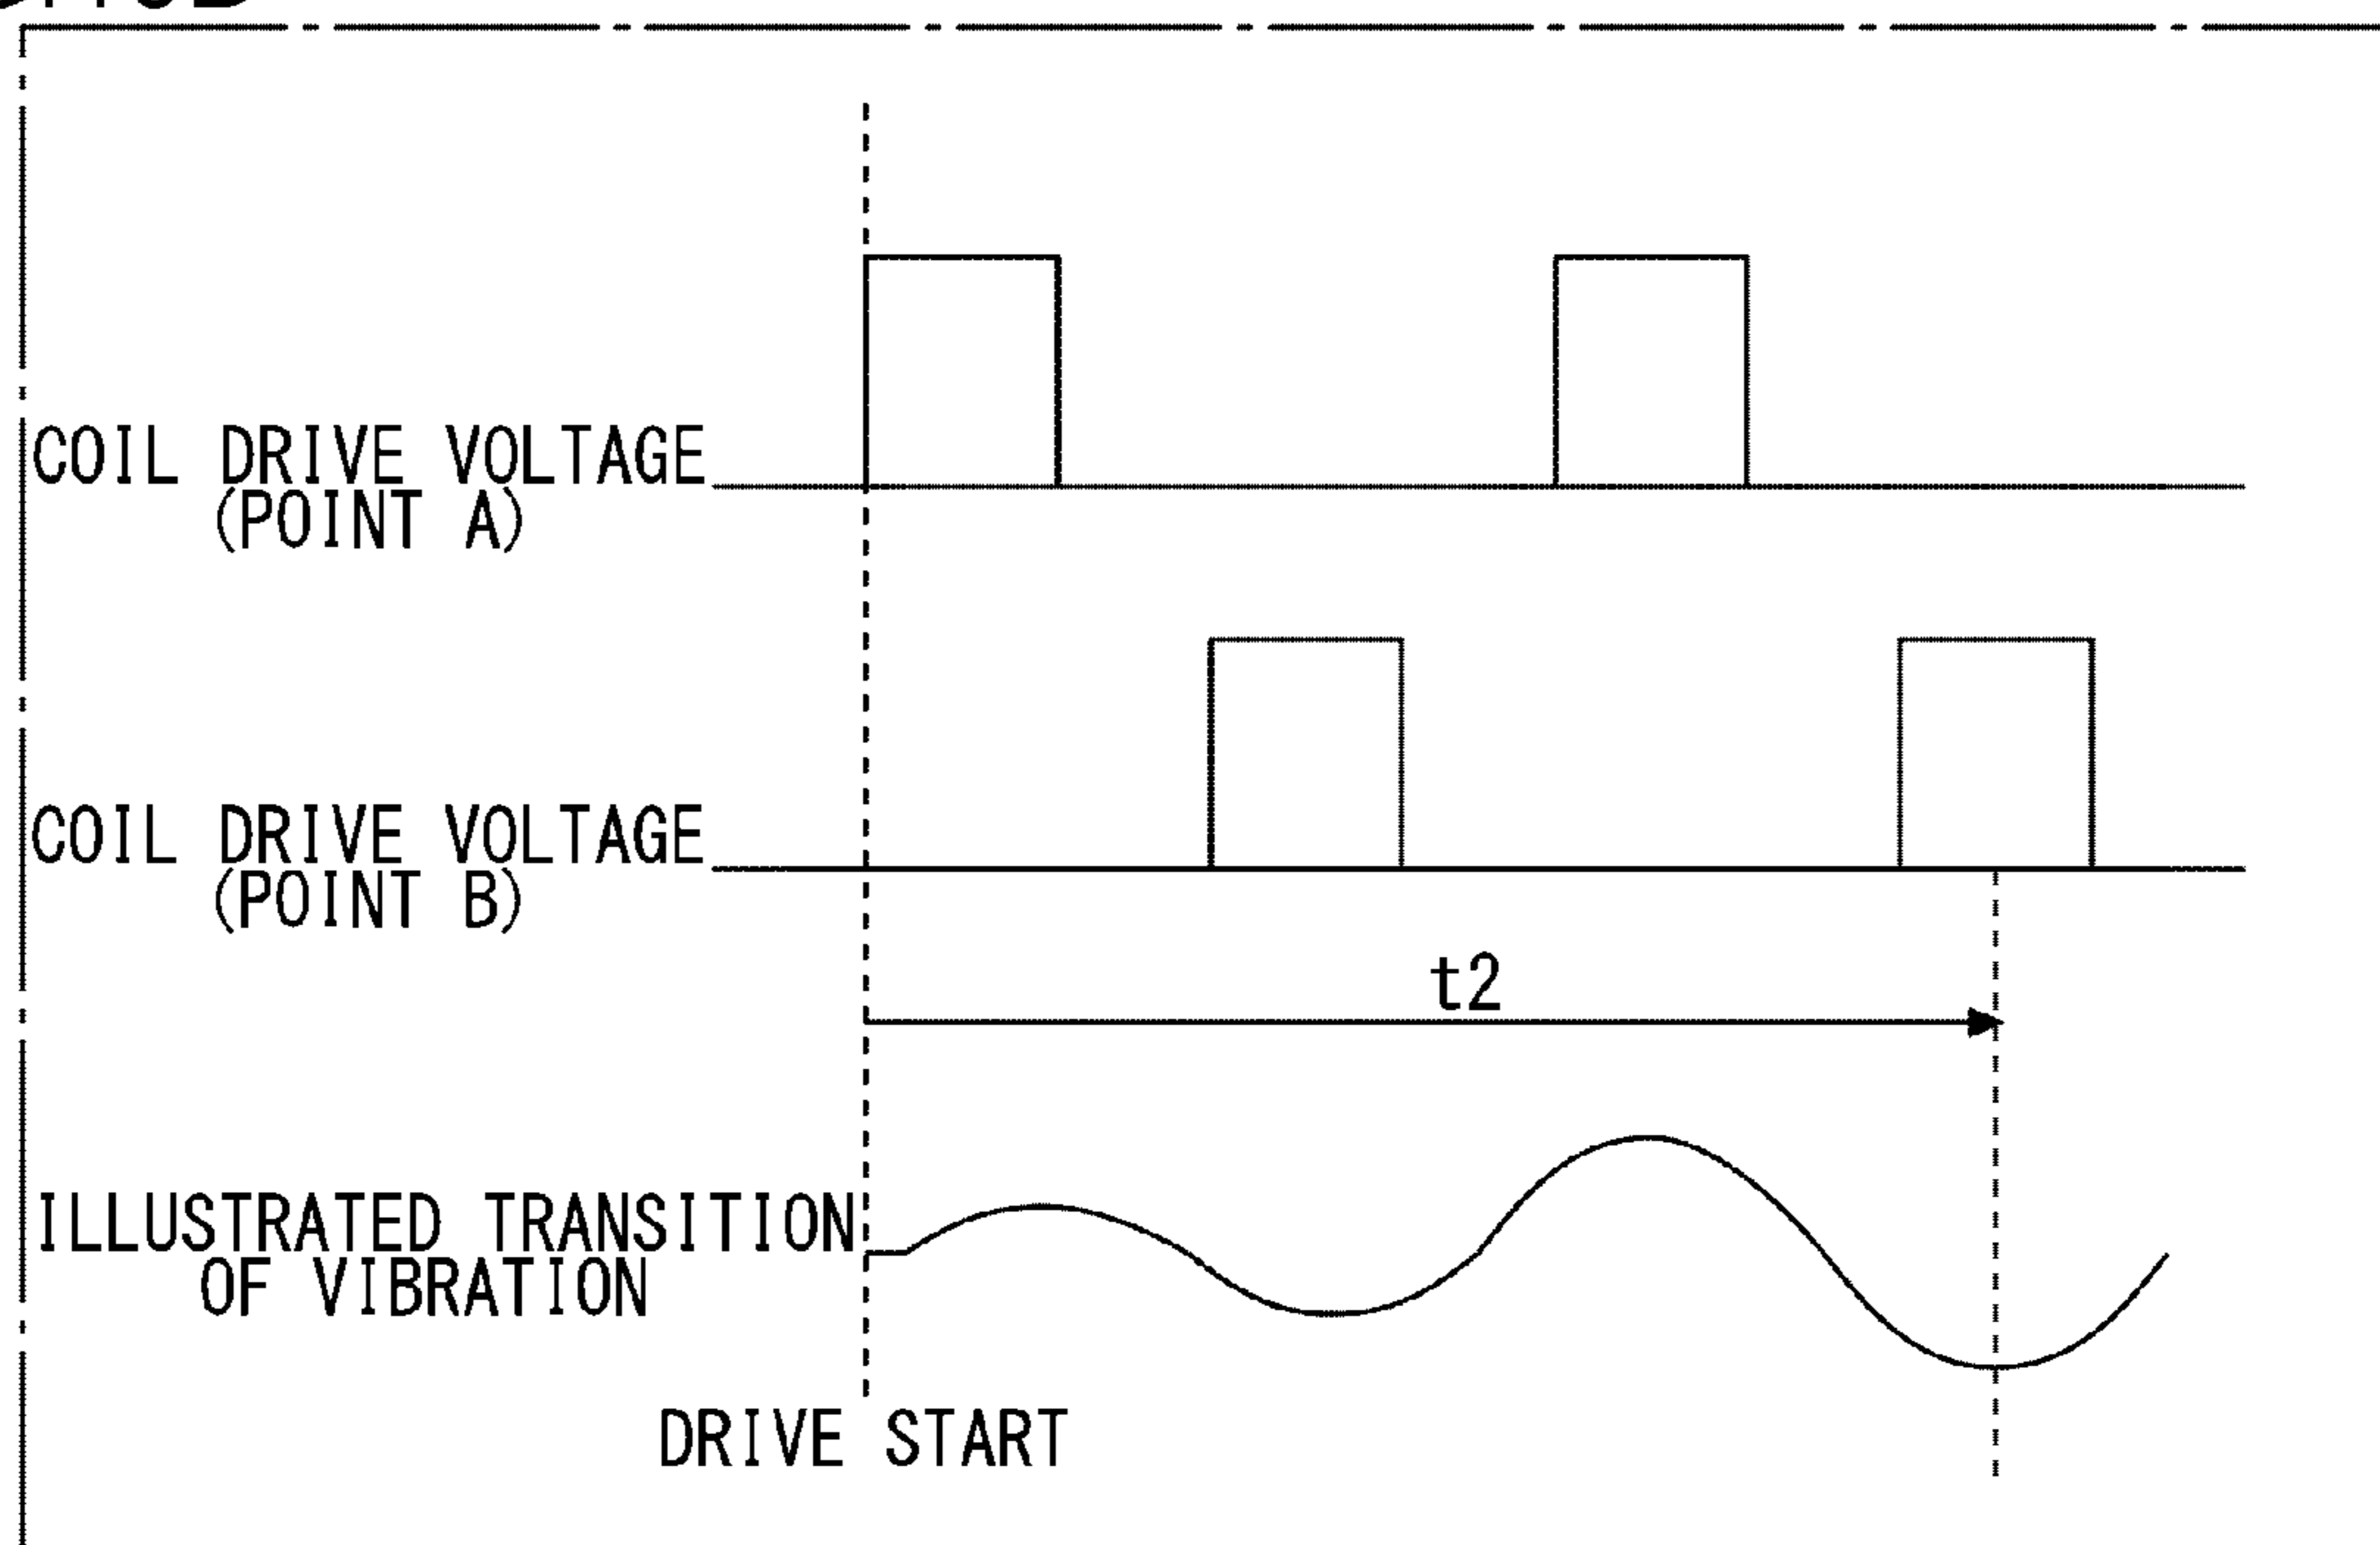 COIL DRIVE VOLTAGE
(POINT A)
COIL DRIVE VOLTAGE
(POINT B)
t2
ILLUSTRATED TRANSITION
OF VIBRATION
DRIVE START